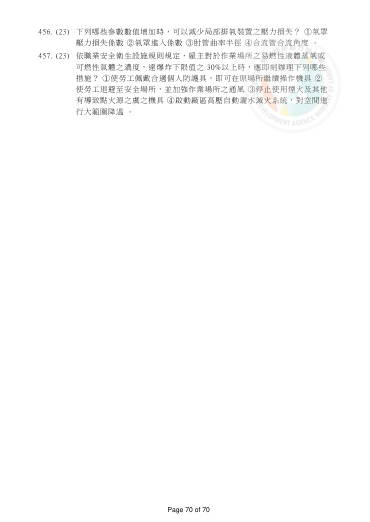 456. (23) 下列哪些係數數值增加時，可以減少局部排氣裝置之壓力損失？ ①氣罩
壓力損失係數 ②氣罩進入係數 ③肘管曲率半徑 ④合流管合流角度 。
457. (23) 依職業安全衛生設施規則規定，雇主對於作業場所之易燃性液體蒸氣或
可燃性氣體之濃度，達爆炸下限值之 30%以上時，應即刻辦理下列哪些
措施？ ①使勞工佩戴合適個人防護具，即可在原場所繼續操作機具 ②
使勞工退避至安全場所，並加強作業場所之通風 ③停止使用煙火及其他
有導致點火源之虞之機具 ④啟動廠區高壓自動灑水滅火系統，對空間進
行大範圍降溫 。
Page 70 of 70